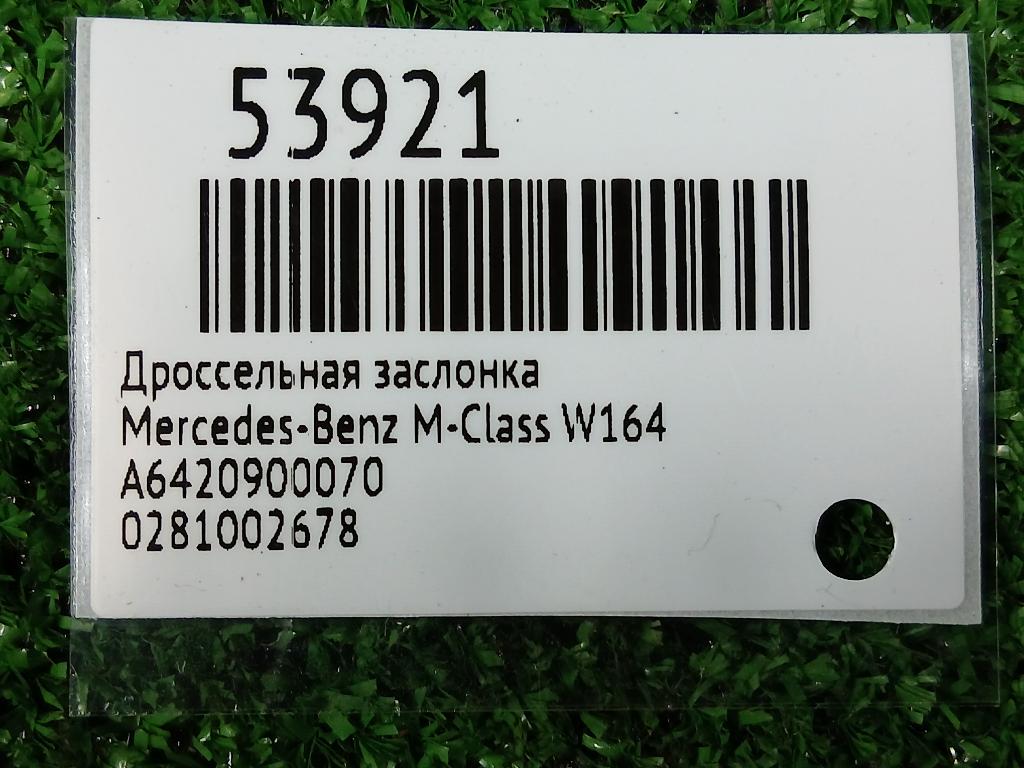 53921
Дроссельная заслонка
Mercedes-Benz M-Class W164
A6420900070
0281002678